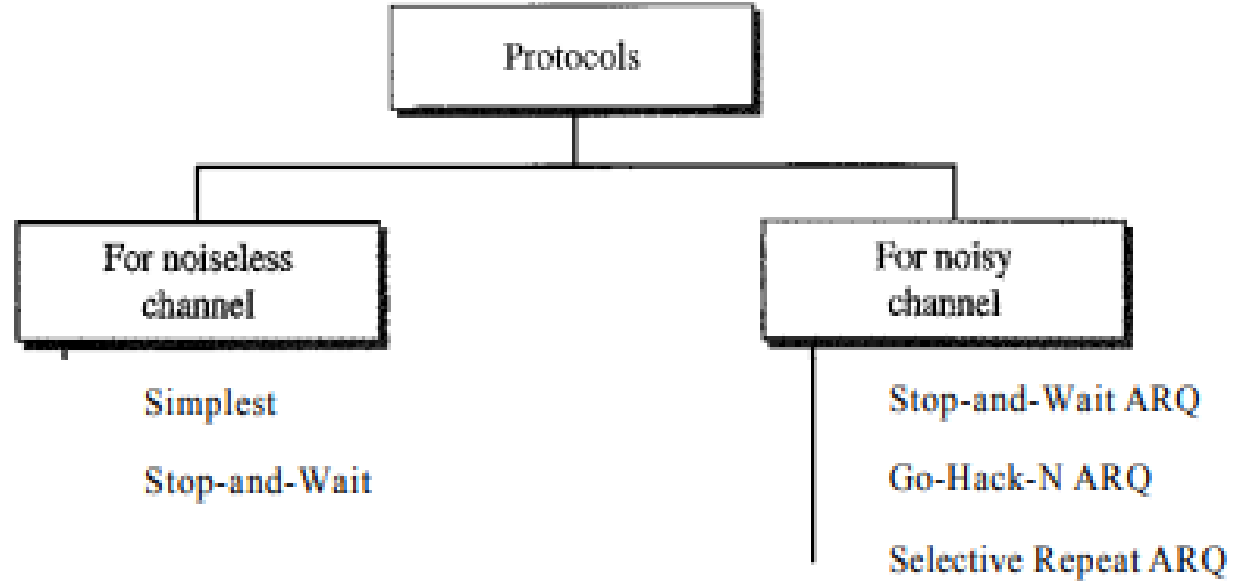 Protocols
For noiseless
channel
For noisy
channel
Simplest
Stop-and-Wait
Stop-and-Wait ARQ
Go-Hack-N ARQ
Selective Repeat ARQ